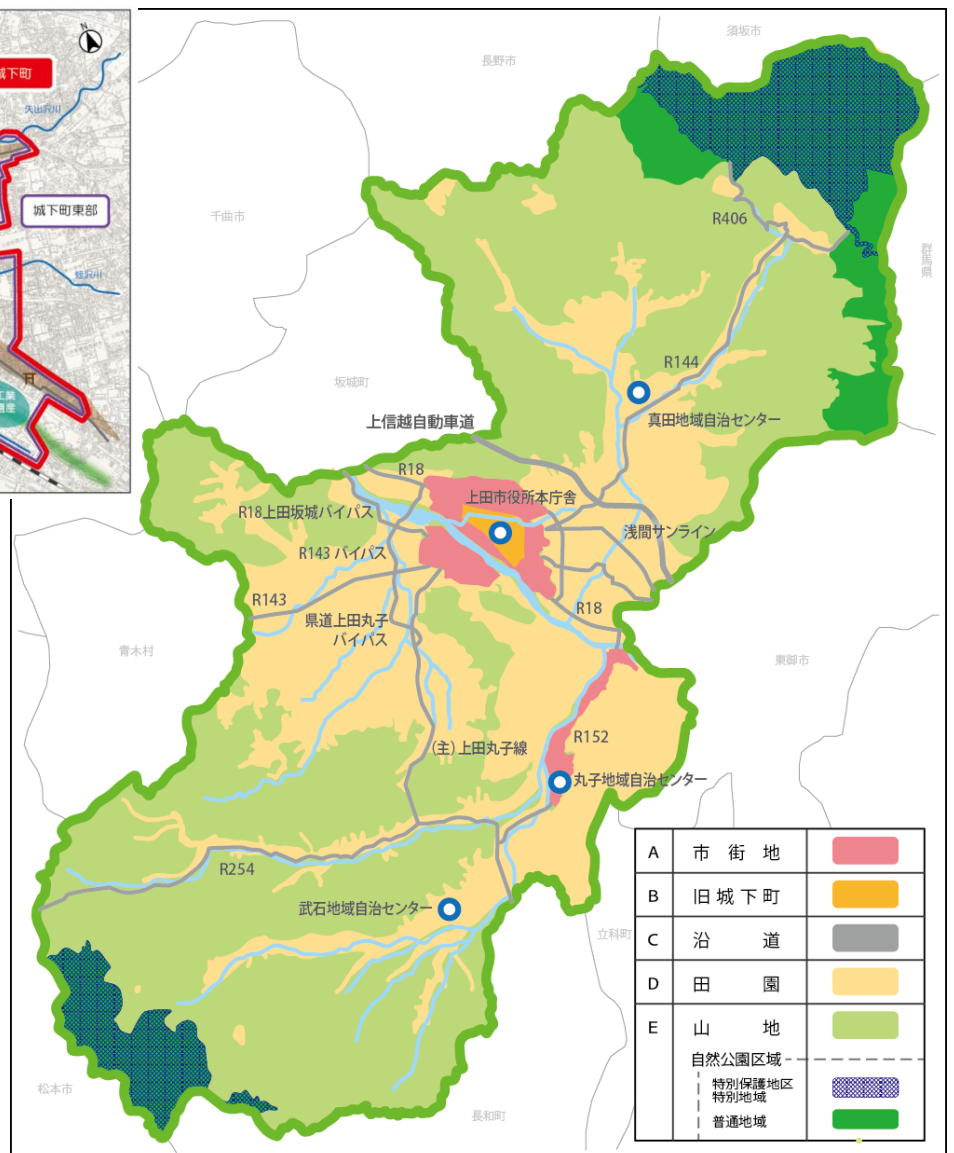 N
城下町
矢出沢川
城下町東部
蛭沢川
須坂市
長野市
千曲市
群馬県
坂城町
R406
R144
真田地域自治センター
上信越自動車道
R18
上田市役所本庁舎
R18上田坂城バイパス
浅間サンライン
R143 バイパス
R143
県道上田丸子
バイパス
R18
青木村
東御市
(主)上田丸子線
R152
丸子地域自治センター
R254
武石地域自治センター
立科町
松本市
長和町
A 市街地
B 旧城下町
C 沿道
D 田園
E 山地
自然公園区域
特別保護地区
特別地域
普通地域